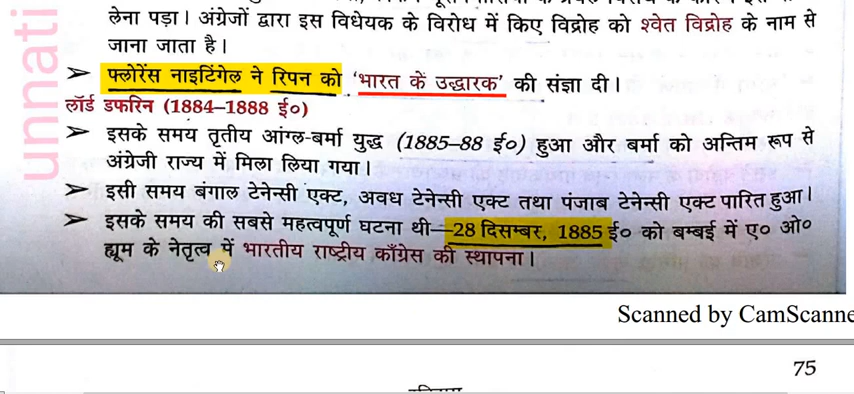 लेना पड़ा। अंग्रेजों द्वारा इस विधेयक के विरोध में किए विद्रोह को श्वेत विद्रोह के नाम से
जाना जाता है।
➢ फ्लोरेंस नाइटिंगेल ने रिपन को ‘भारत के उद्धारक’ की संज्ञा दी।
लॉर्ड डफरिन (1884–1888 ई०)
➢ इसके समय तृतीय आंग्ल-बर्मा युद्ध (1885–88 ई०) हुआ और बर्मा को अन्तिम रूप से
अंग्रेजी राज्य में मिला लिया गया।
➢ इसी समय बंगाल टेनेन्सी एक्ट, अवध टेनेन्सी एक्ट तथा पंजाब टेनेन्सी एक्ट पारित हुआ।
➢ इसके समय की सबसे महत्वपूर्ण घटना थी—28 दिसम्बर, 1885 ई० को बम्बई में ए० ओ०
ह्यूम के नेतृत्व में भारतीय राष्ट्रीय काँग्रेस की स्थापना।
unnati
Scanned by CamScanne
75